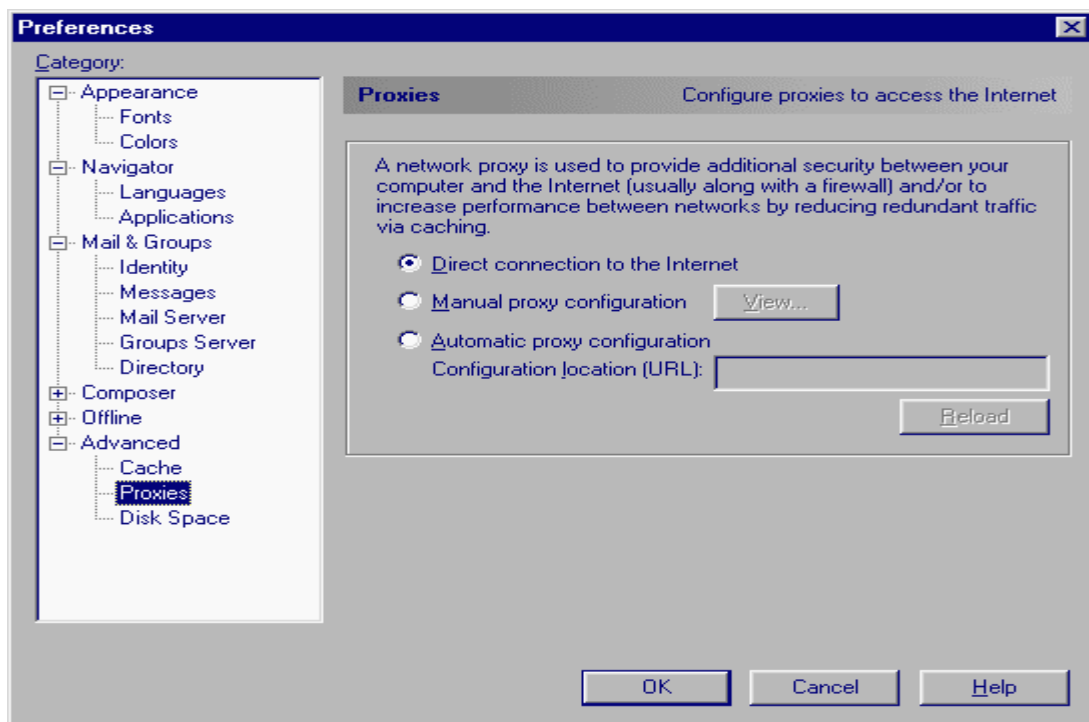 Preferences
Category:
Appearance
Fonts
Colors
Navigator
Languages
Applications
Mail & Groups
Identity
Messages
Mail Server
Groups Server
Directory
Composer
Offline
Advanced
Cache
Proxies
Disk Space
Proxies Configure proxies to access the Internet
A network proxy is used to provide additional security between your
computer and the Internet (usually along with a firewall) and/or to
increase performance between networks by reducing redundant traffic
via caching.
Direct connection to the Internet
Manual proxy configuration View...
Automatic proxy configuration
Configuration location (URL):
Reload
OK Cancel Help